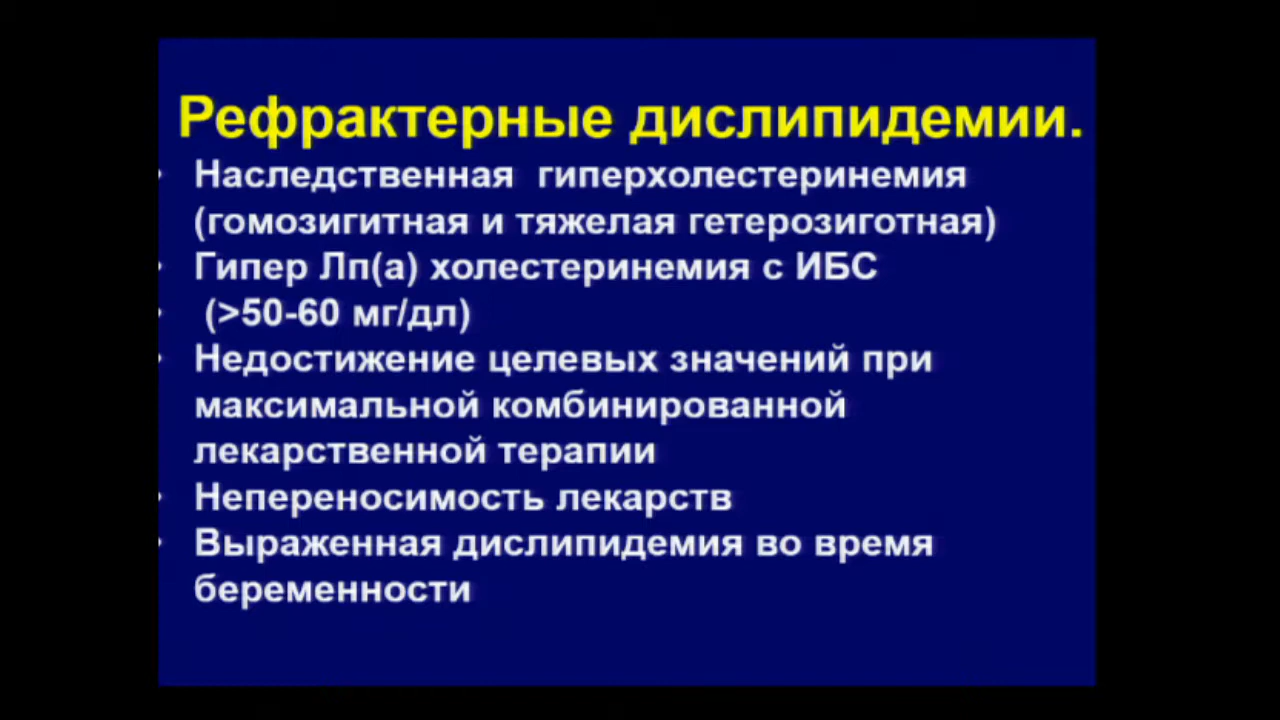 Рефрактерные дислипидемии.
• Наследственная гиперхолестеринемия
(гомозигитная и тяжелая гетерозиготная)
• Гипер Лп(а) холестеринемия с ИБС
• (>50-60 мг/дл)
• Недостижение целевых значений при
максимальной комбинированной
лекарственной терапии
• Непереносимость лекарств
• Выраженная дислипидемия во время
беременности